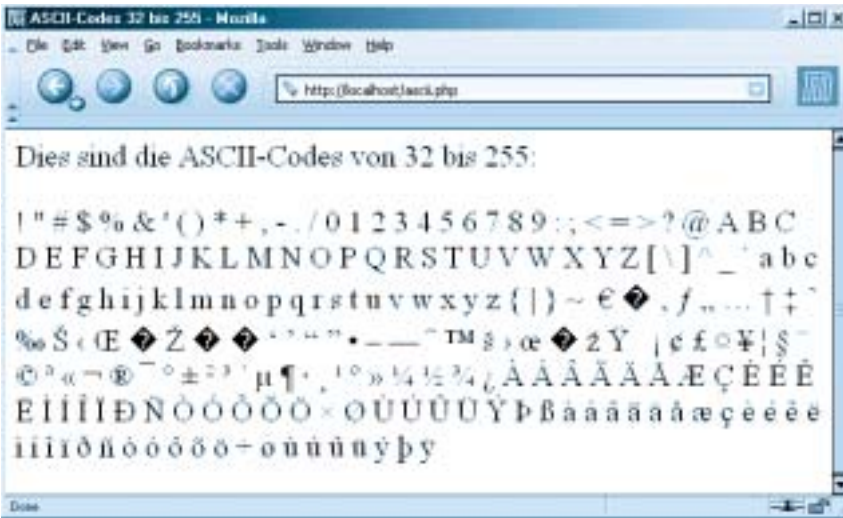 ASCII-Codes 32 bis 255 - Mozilla
File Edit View Go Bookmarks Tools Window Help
http://localhost/ascii.php
Dies sind die ASCII-Codes von 32 bis 255:
! " # $ % & ' ( ) * + , - . / 0 1 2 3 4 5 6 7 8 9 : ; < = > ? @ A B C
D E F G H I J K L M N O P Q R S T U V W X Y Z [ \ ] ^ _ ` a b c
d e f g h i j k l m n o p q r s t u v w x y z { | } ~ € � ‚ ƒ „ … † ‡ ˆ
‰ Š ‹ Œ � Ž � � ‘ ’ “ ” • – — ˜ ™ š › œ � ž Ÿ ¡ ¢ £ ¤ ¥ ¦ § ¨
© ª « ¬ ® ¯ ° ± ² ³ ´ µ ¶ · ¸ ¹ º » ¼ ½ ¾ ¿ À Á Â Ã Ä Å Æ Ç È É Ê
Ë Ì Í Î Ï Ð Ñ Ò Ó Ô Õ Ö × Ø Ù Ú Û Ü Ý Þ ß à á â ã ä å æ ç è é ê ë
ì í î ï ð ñ ò ó ô õ ö ÷ ø ù ú û ü ý þ ÿ
Done